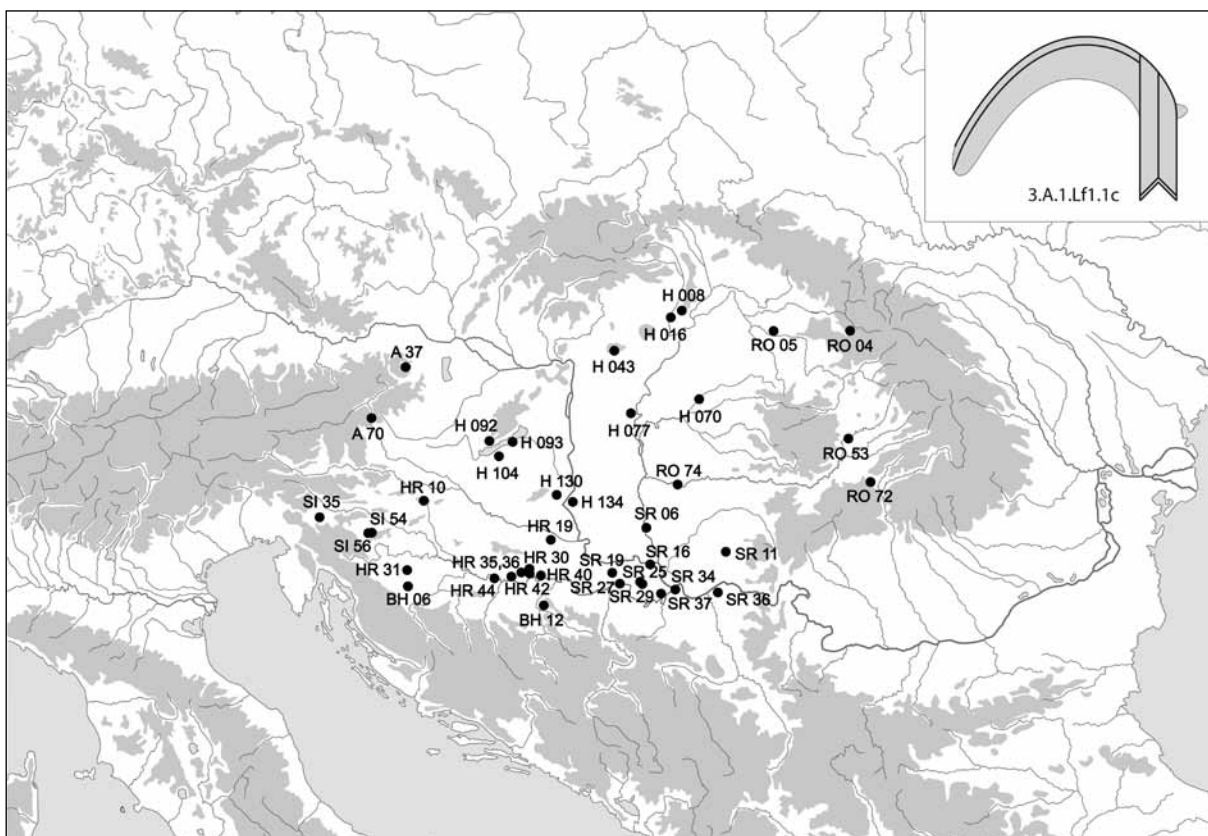 3.A.1.Lf1.1c
H 008
H 016
RO 05
RO 04
H 043
A 37
H 070
H 077
A 70
H 092
H 093
RO 53
H 104
RO 74
RO 72
H 130
H 134
HR 10
SI 35
SR 06
SI 54
HR 19
SI 56
SR 16
SR 11
HR 30
HR 35,36
SR 19
SR 25
HR 31
HR 40
SR 34
HR 44
HR 42
SR 27
SR 29
SR 37
SR 36
BH 06
BH 12